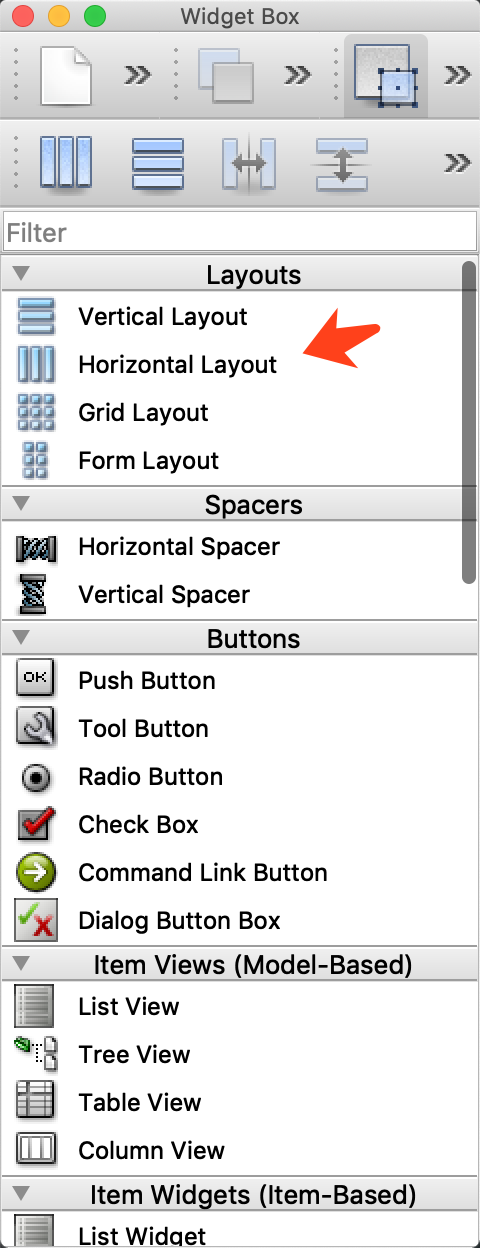 Widget Box
Filter
Layouts
Vertical Layout
Horizontal Layout
Grid Layout
Form Layout
Spacers
Horizontal Spacer
Vertical Spacer
Buttons
OK
Push Button
Tool Button
Radio Button
Check Box
Command Link Button
Dialog Button Box
Item Views (Model-Based)
List View
Tree View
Table View
Column View
Item Widgets (Item-Based)
List Widget